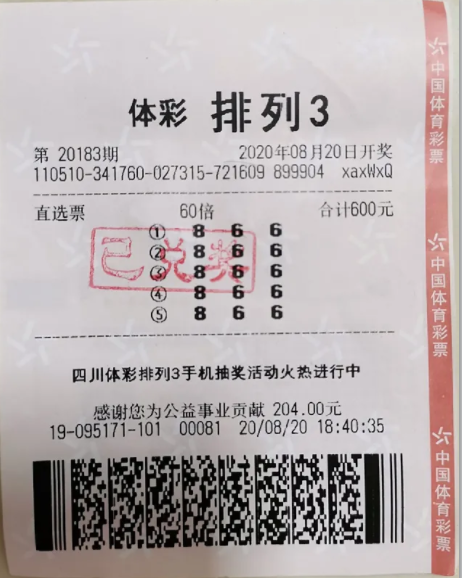 体彩 排列3
第 20183期 2020年08月20日开奖
110510-341760-027315-721609 899904 xaxWxQ
直选票 60倍 合计600元
① 8 6 6
② 8 6 6
③ 8 6 6
④ 8 6 6
⑤ 8 6 6
已兑奖
四川体彩排列3手机抽奖活动火热进行中
感谢您为公益事业贡献 204.00元
19-095171-101 00081 20/08/20 18:40:35
中国体育彩票
中国体育彩票
中国体育彩票